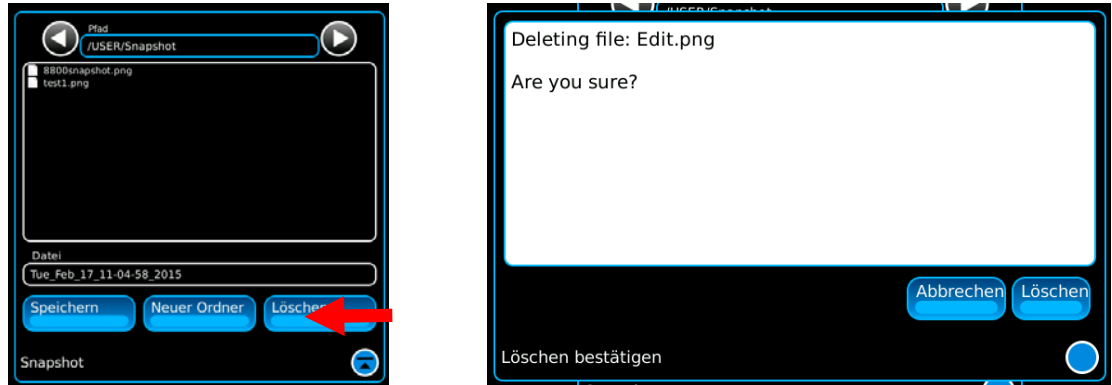 Pfad
/USER/Snapshot
8800snapshot.png
test1.png
Datei
Tue_Feb_17_11-04-58_2015
Speichern
Neuer Ordner
Löschen
Snapshot
/USER/Snapshot
Deleting file: Edit.png
Are you sure?
Abbrechen
Löschen
Löschen bestätigen